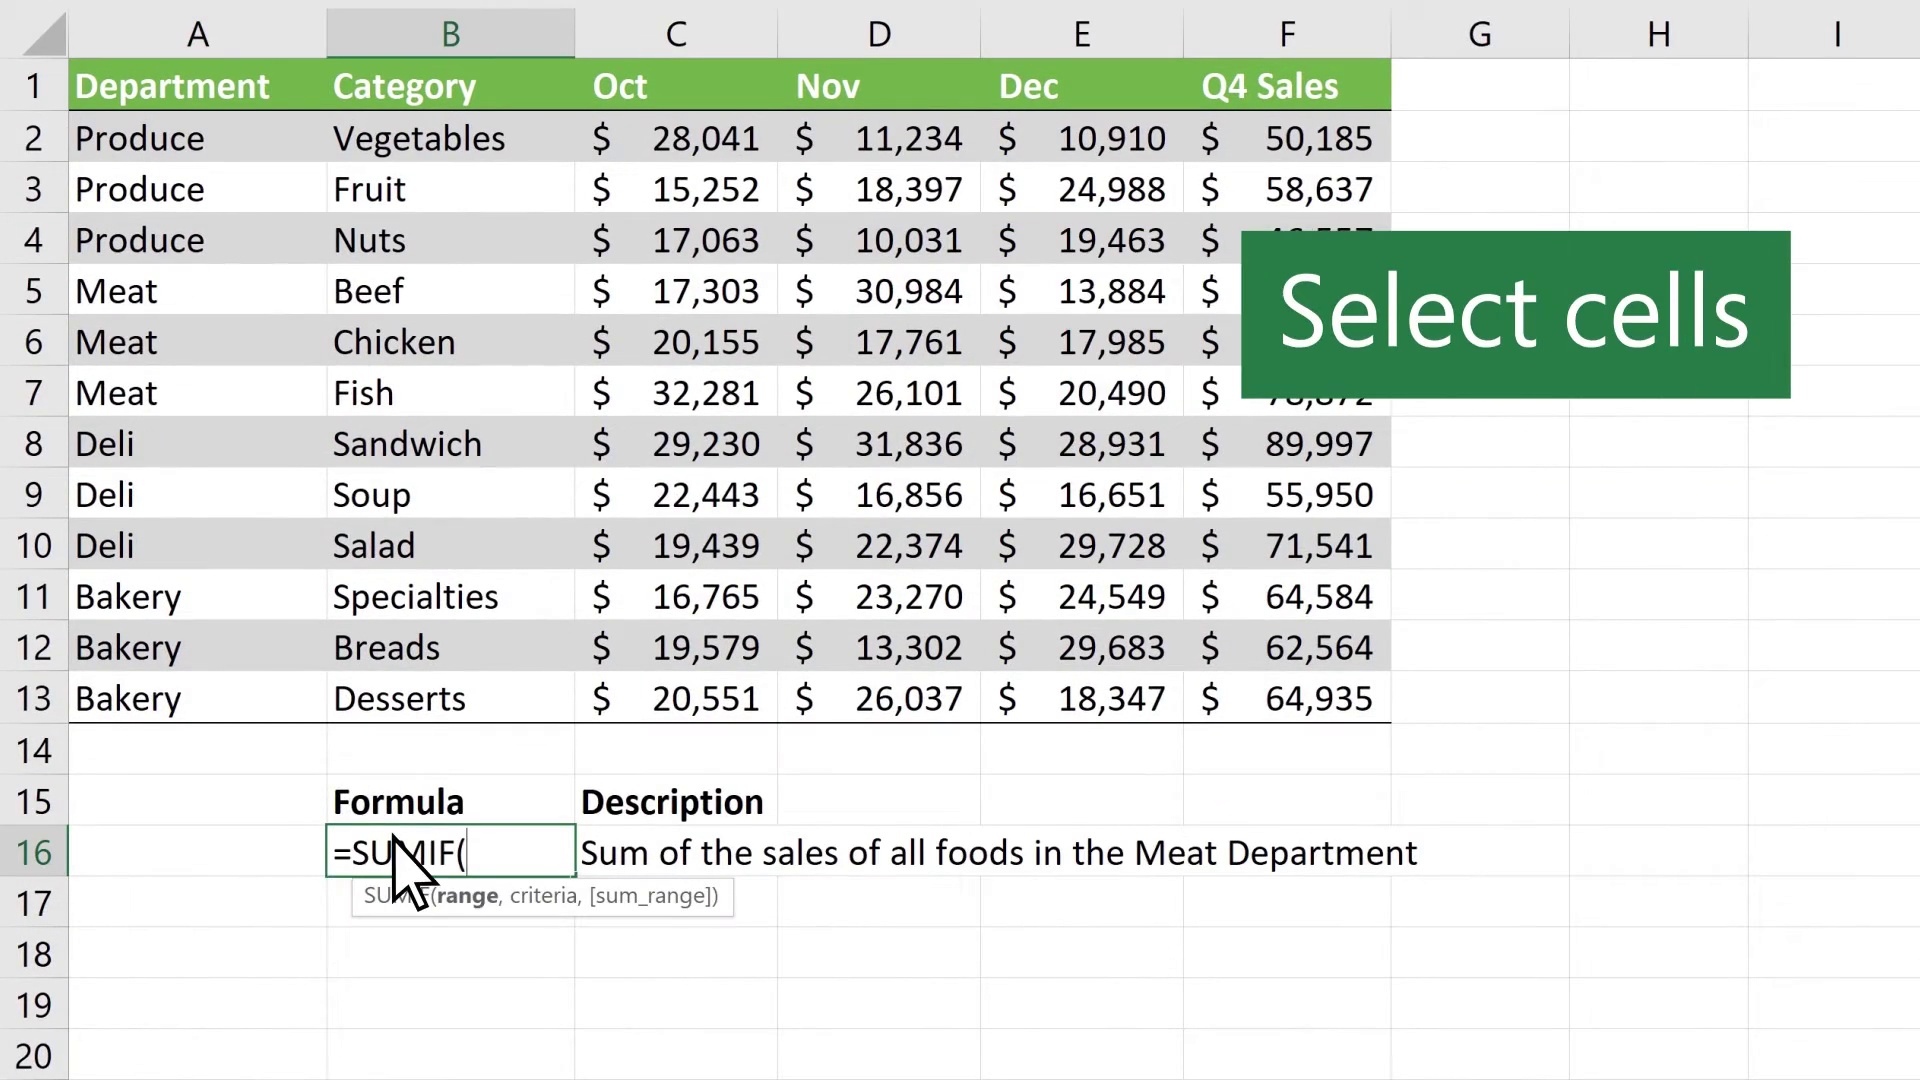 A B C D E F G H I
1 Department Category Oct Nov Dec Q4 Sales
2 Produce Vegetables $ 28,041 $ 11,234 $ 10,910 $ 50,185
3 Produce Fruit $ 15,252 $ 18,397 $ 24,988 $ 58,637
4 Produce Nuts $ 17,063 $ 10,031 $ 19,463 $
5 Meat Beef $ 17,303 $ 30,984 $ 13,884 $
Select cells
6 Meat Chicken $ 20,155 $ 17,761 $ 17,985 $
7 Meat Fish $ 32,281 $ 26,101 $ 20,490 $
8 Deli Sandwich $ 29,230 $ 31,836 $ 28,931 $ 89,997
9 Deli Soup $ 22,443 $ 16,856 $ 16,651 $ 55,950
10 Deli Salad $ 19,439 $ 22,374 $ 29,728 $ 71,541
11 Bakery Specialties $ 16,765 $ 23,270 $ 24,549 $ 64,584
12 Bakery Breads $ 19,579 $ 13,302 $ 29,683 $ 62,564
13 Bakery Desserts $ 20,551 $ 26,037 $ 18,347 $ 64,935
14
15 Formula Description
16 =SUMIF( Sum of the sales of all foods in the Meat Department
SUMIF(range, criteria, [sum_range])
17
18
19
20